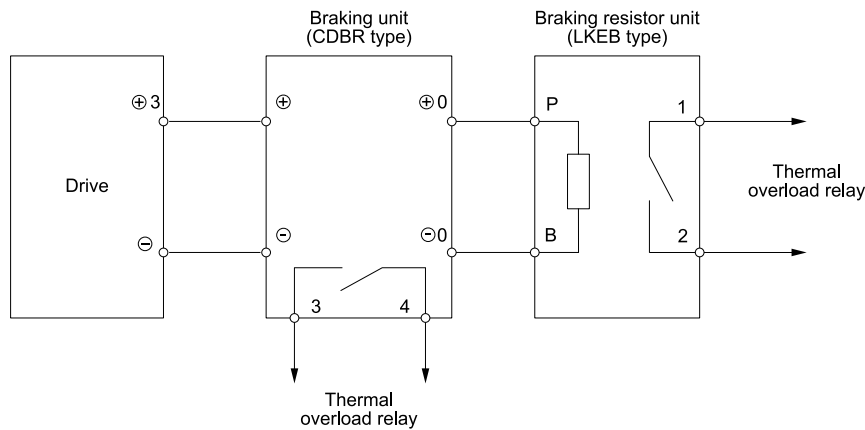 Braking unit
(CDBR type)
Braking resistor unit
(LKEB type)
⊕3
⊕
⊕0
P
1
Drive
Thermal
overload relay
⊖
⊖
⊖0
B
2
3
4
Thermal
overload relay